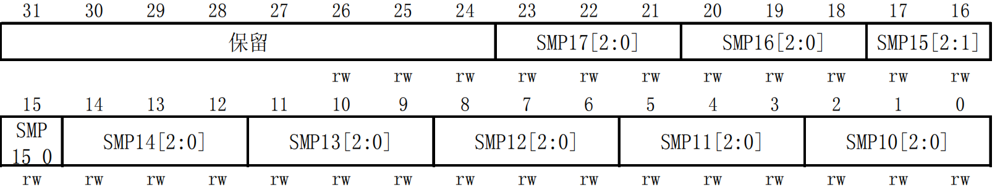 31 30 29 28 27 26 25 24 23 22 21 20 19 18 17 16
保留 SMP17[2:0] SMP16[2:0] SMP15[2:1]
rw rw rw rw rw rw rw rw rw rw rw
15 14 13 12 11 10 9 8 7 6 5 4 3 2 1 0
SMP
15_0 SMP14[2:0] SMP13[2:0] SMP12[2:0] SMP11[2:0] SMP10[2:0]
rw rw rw rw rw rw rw rw rw rw rw rw rw rw rw rw